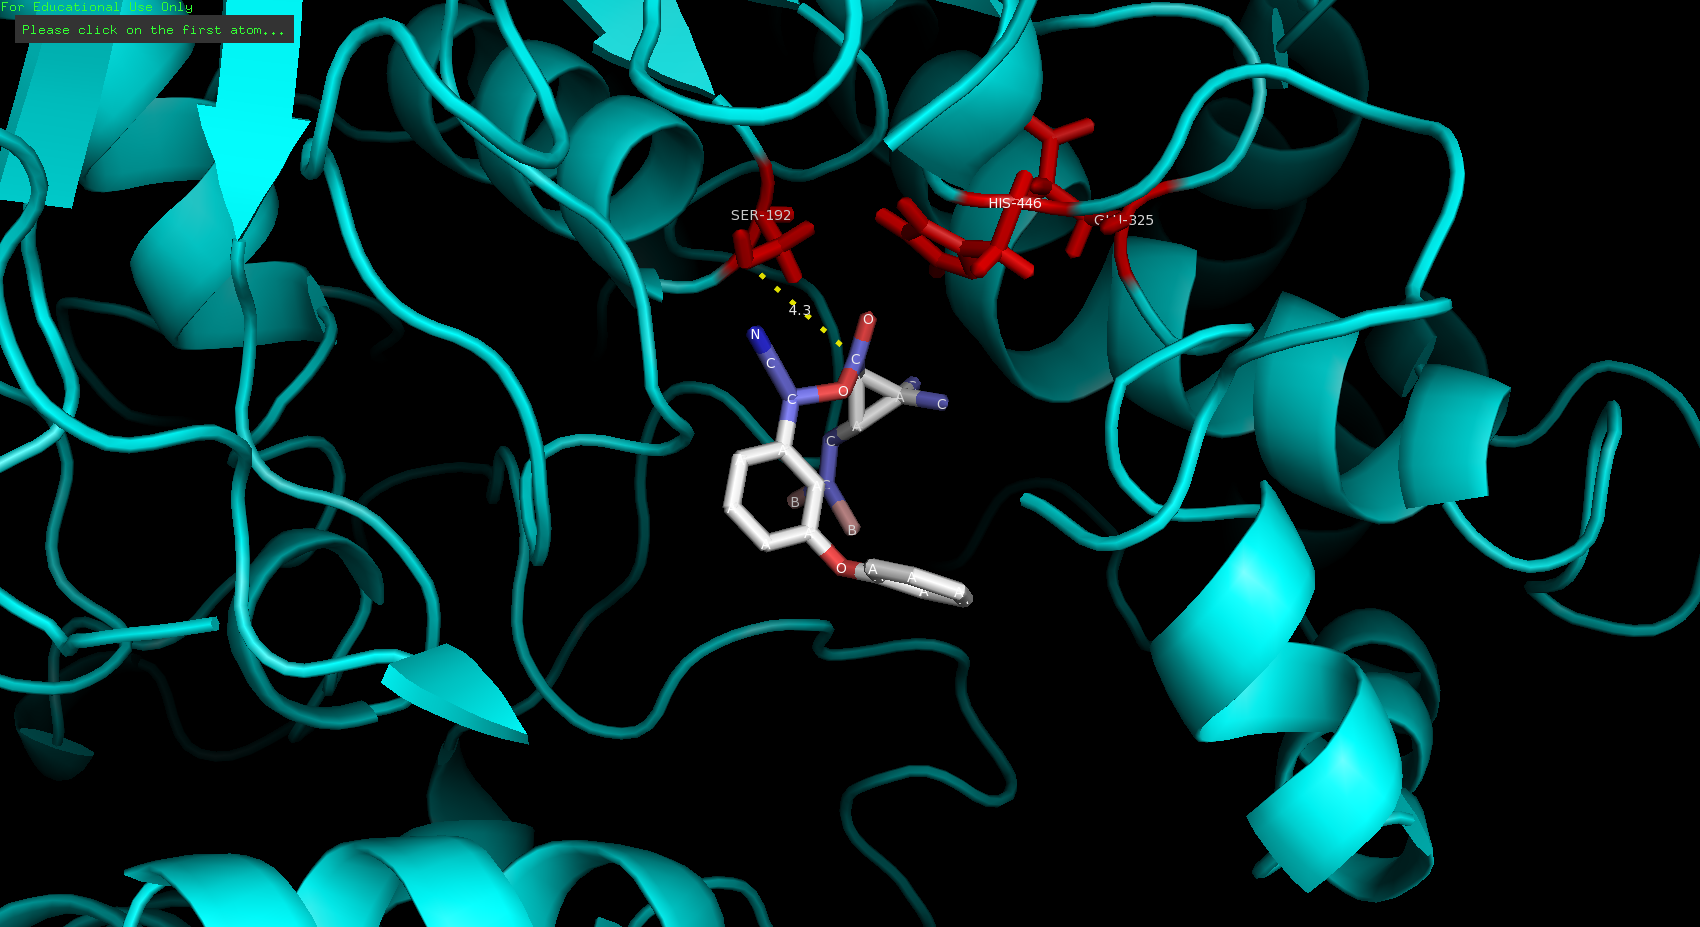 For Educational Use Only
Please click on the first atom...
SER-192
HIS-446
4.3
O
N
C
C
C
O
A
C
A
C
B
B
O
A
A
A